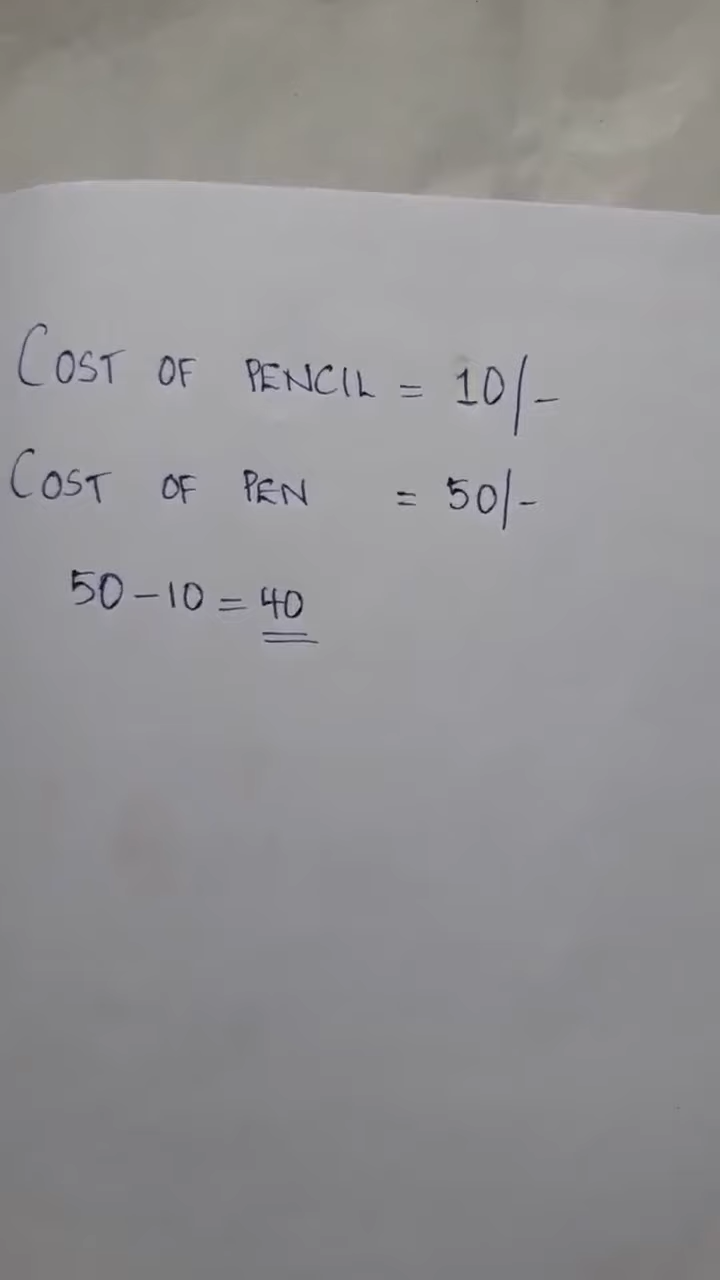 COST OF PENCIL = 10/-
COST OF PEN = 50/-
50 - 10 = 40